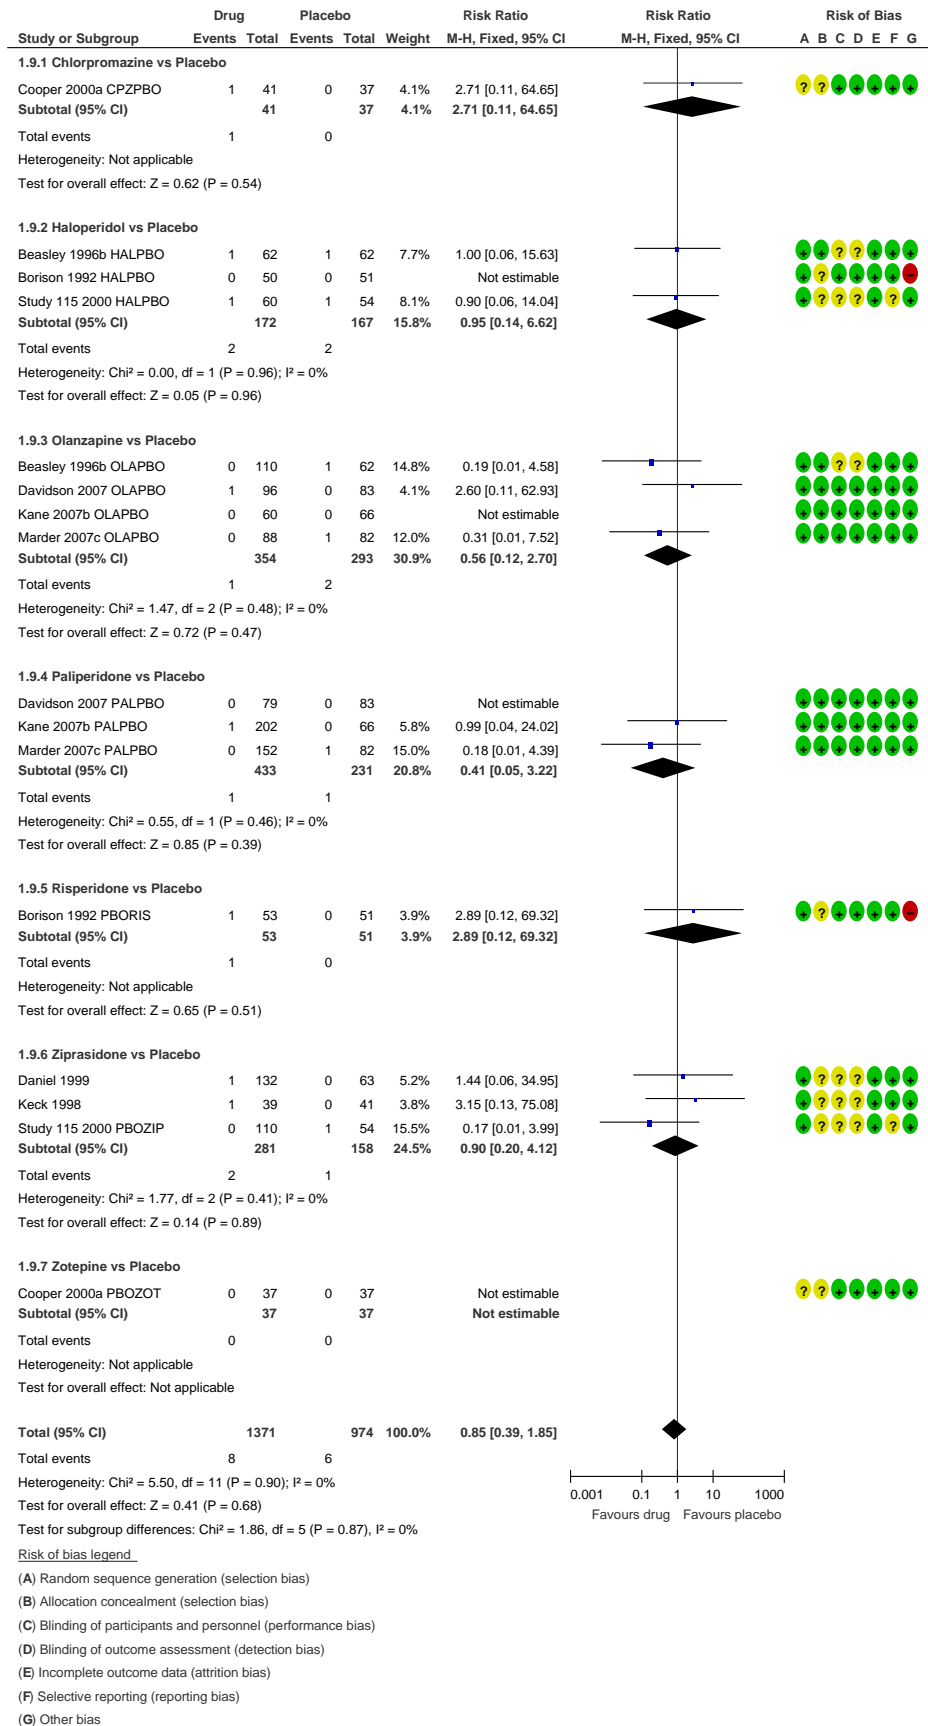 Drug Placebo Risk Ratio Risk Ratio Risk of Bias
Study or Subgroup Events Total Events Total Weight M-H, Fixed, 95% CI M-H, Fixed, 95% CI A B C D E F G
1.9.1 Chlorpromazine vs Placebo
Cooper 2000a CPZPBO 1 41 0 37 4.1% 2.71 [0.11, 64.65] ? ? + + + + +
Subtotal (95% CI) 41 37 4.1% 2.71 [0.11, 64.65]
Total events 1 0
Heterogeneity: Not applicable
Test for overall effect: Z = 0.62 (P = 0.54)
1.9.2 Haloperidol vs Placebo
Beasley 1996b HALPBO 1 62 1 62 7.7% 1.00 [0.06, 15.63] + + ? ? + + +
Borison 1992 HALPBO 0 50 0 51 Not estimable + ? + + + + −
Study 115 2000 HALPBO 1 60 1 54 8.1% 0.90 [0.06, 14.04] + ? ? ? + ? +
Subtotal (95% CI) 172 167 15.8% 0.95 [0.14, 6.62]
Total events 2 2
Heterogeneity: Chi² = 0.00, df = 1 (P = 0.96); I² = 0%
Test for overall effect: Z = 0.05 (P = 0.96)
1.9.3 Olanzapine vs Placebo
Beasley 1996b OLAPBO 0 110 1 62 14.8% 0.19 [0.01, 4.58] + + ? ? + + +
Davidson 2007 OLAPBO 1 96 0 83 4.1% 2.60 [0.11, 62.93] + + + + + + +
Kane 2007b OLAPBO 0 60 0 66 Not estimable + + + + + + +
Marder 2007c OLAPBO 0 88 1 82 12.0% 0.31 [0.01, 7.52] + + + + + + +
Subtotal (95% CI) 354 293 30.9% 0.56 [0.12, 2.70]
Total events 1 2
Heterogeneity: Chi² = 1.47, df = 2 (P = 0.48); I² = 0%
Test for overall effect: Z = 0.72 (P = 0.47)
1.9.4 Paliperidone vs Placebo
Davidson 2007 PALPBO 0 79 0 83 Not estimable + + + + + + +
Kane 2007b PALPBO 1 202 0 66 5.8% 0.99 [0.04, 24.02] + + + + + + +
Marder 2007c PALPBO 0 152 1 82 15.0% 0.18 [0.01, 4.39] + + + + + + +
Subtotal (95% CI) 433 231 20.8% 0.41 [0.05, 3.22]
Total events 1 1
Heterogeneity: Chi² = 0.55, df = 1 (P = 0.46); I² = 0%
Test for overall effect: Z = 0.85 (P = 0.39)
1.9.5 Risperidone vs Placebo
Borison 1992 PBORIS 1 53 0 51 3.9% 2.89 [0.12, 69.32] + ? + + + + −
Subtotal (95% CI) 53 51 3.9% 2.89 [0.12, 69.32]
Total events 1 0
Heterogeneity: Not applicable
Test for overall effect: Z = 0.65 (P = 0.51)
1.9.6 Ziprasidone vs Placebo
Daniel 1999 1 132 0 63 5.2% 1.44 [0.06, 34.95] + ? ? ? + + +
Keck 1998 1 39 0 41 3.8% 3.15 [0.13, 75.08] + ? ? ? + + +
Study 115 2000 PBOZIP 0 110 1 54 15.5% 0.17 [0.01, 3.99] + ? ? ? + ? +
Subtotal (95% CI) 281 158 24.5% 0.90 [0.20, 4.12]
Total events 2 1
Heterogeneity: Chi² = 1.77, df = 2 (P = 0.41); I² = 0%
Test for overall effect: Z = 0.14 (P = 0.89)
1.9.7 Zotepine vs Placebo
Cooper 2000a PBOZOT 0 37 0 37 Not estimable ? ? + + + + +
Subtotal (95% CI) 37 37 Not estimable
Total events 0 0
Heterogeneity: Not applicable
Test for overall effect: Not applicable
Total (95% CI) 1371 974 100.0% 0.85 [0.39, 1.85]
Total events 8 6
Heterogeneity: Chi² = 5.50, df = 11 (P = 0.90); I² = 0%
Test for overall effect: Z = 0.41 (P = 0.68)
Test for subgroup differences: Chi² = 1.86, df = 5 (P = 0.87), I² = 0%
0.001 0.1 1 10 1000
Favours drug Favours placebo
Risk of bias legend
(A) Random sequence generation (selection bias)
(B) Allocation concealment (selection bias)
(C) Blinding of participants and personnel (performance bias)
(D) Blinding of outcome assessment (detection bias)
(E) Incomplete outcome data (attrition bias)
(F) Selective reporting (reporting bias)
(G) Other bias